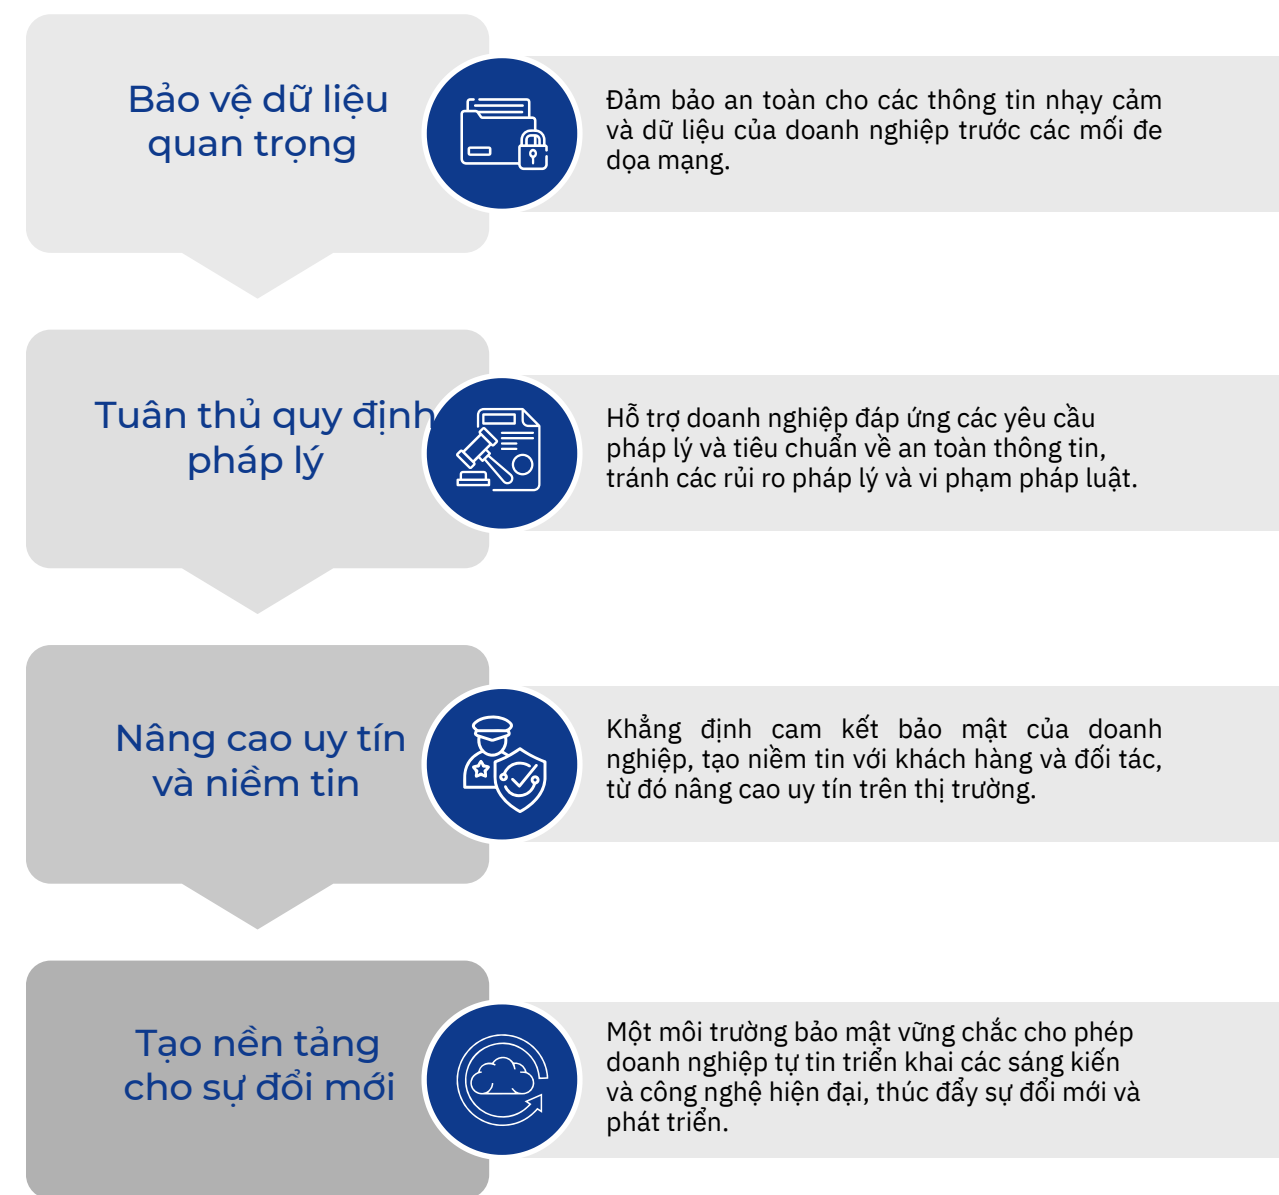 Bảo vệ dữ liệu
quan trọng
Đảm bảo an toàn cho các thông tin nhạy cảm
và dữ liệu của doanh nghiệp trước các mối đe
dọa mạng.
Tuân thủ quy định
pháp lý
Hỗ trợ doanh nghiệp đáp ứng các yêu cầu
pháp lý và tiêu chuẩn về an toàn thông tin,
tránh các rủi ro pháp lý và vi phạm pháp luật.
Nâng cao uy tín
và niềm tin
Khẳng định cam kết bảo mật của doanh
nghiệp, tạo niềm tin với khách hàng và đối tác,
từ đó nâng cao uy tín trên thị trường.
Tạo nền tảng
cho sự đổi mới
Một môi trường bảo mật vững chắc cho phép
doanh nghiệp tự tin triển khai các sáng kiến
và công nghệ hiện đại, thúc đẩy sự đổi mới và
phát triển.